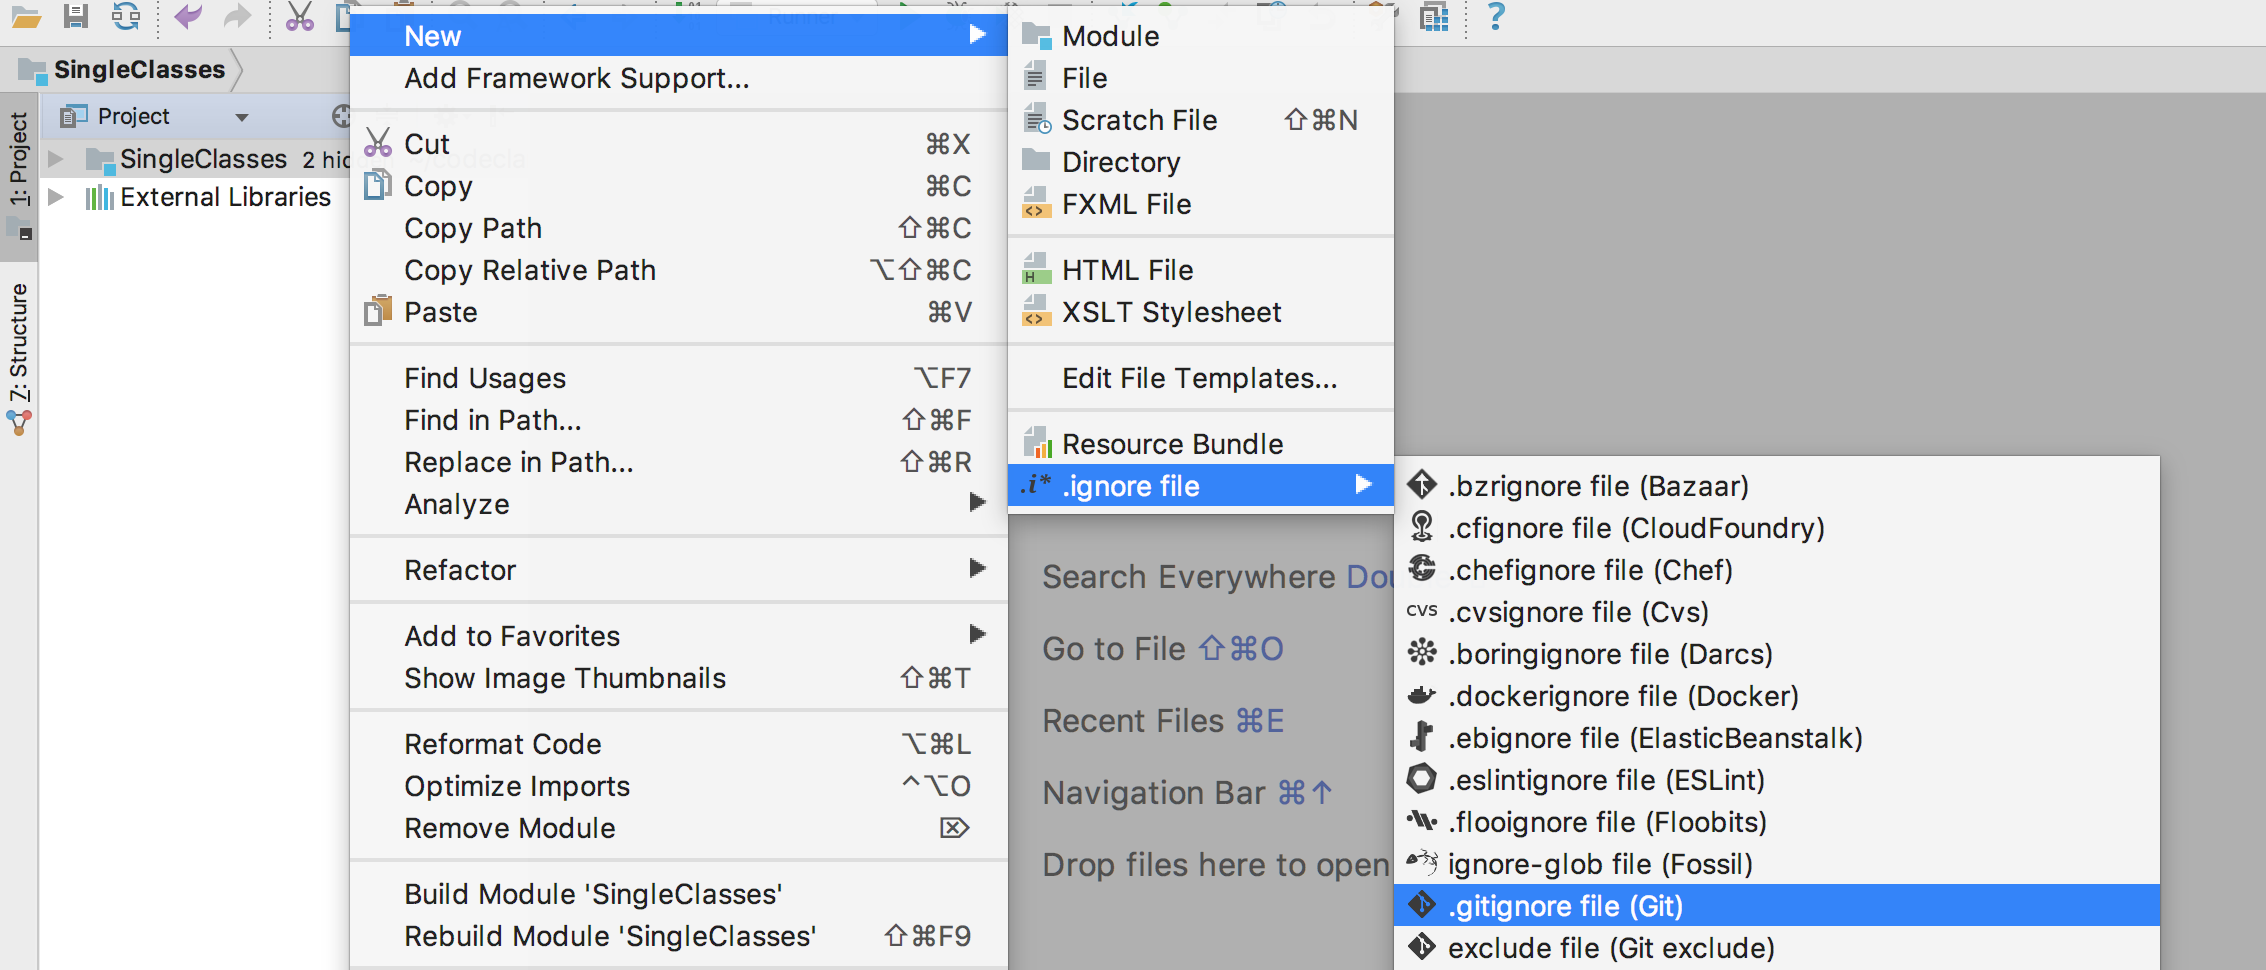 SingleClasses
1: Project
7: Structure
Project
SingleClasses 2
External Libraries
New
Add Framework Support...
Cut ⌘X
Copy ⌘C
Copy Path ⇧⌘C
Copy Relative Path ⌥⇧⌘C
Paste ⌘V
Find Usages ⌥F7
Find in Path... ⇧⌘F
Replace in Path... ⇧⌘R
Analyze
Refactor
Add to Favorites
Show Image Thumbnails ⇧⌘T
Reformat Code ⌥⌘L
Optimize Imports ^⌥O
Remove Module ⌦
Build Module 'SingleClasses'
Rebuild Module 'SingleClasses' ⇧⌘F9
Module
File
Scratch File ⇧⌘N
Directory
FXML File
HTML File
XSLT Stylesheet
Edit File Templates...
Resource Bundle
.i* .ignore file
Search Everywhere
Go to File ⇧⌘O
Recent Files ⌘E
Navigation Bar ⌘↑
Drop files here to open
.bzrignore file (Bazaar)
.cfignore file (CloudFoundry)
.chefignore file (Chef)
CVS .cvsignore file (Cvs)
.boringignore file (Darcs)
.dockerignore file (Docker)
.ebignore file (ElasticBeanstalk)
.eslintignore file (ESLint)
.flooignore file (Floobits)
ignore-glob file (Fossil)
.gitignore file (Git)
exclude file (Git exclude)